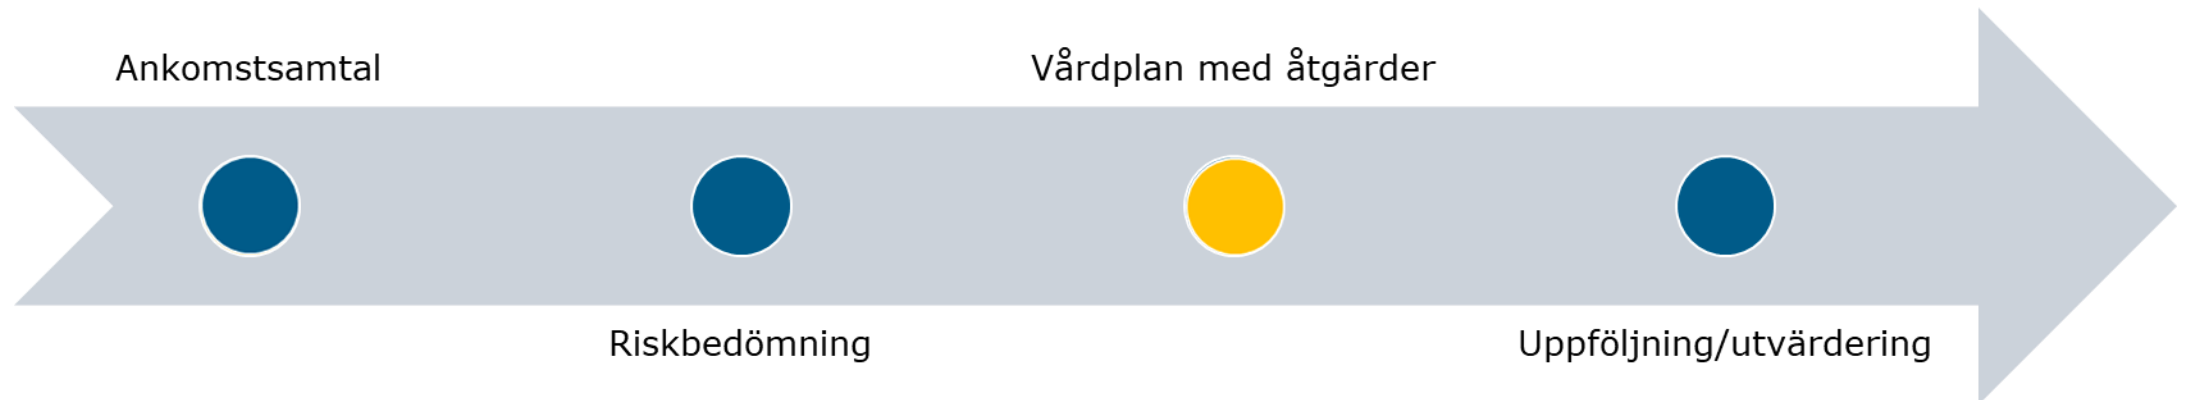 Ankomstsamtal
Vårdplan med åtgärder
Riskbedömning
Uppföljning/utvärdering